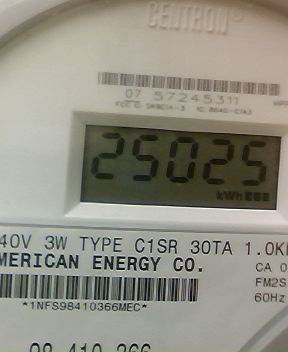 CENTRON®
07 57245311
25025
kWh
40V 3W TYPE C1SR 30TA 1.0K
MERICAN ENERGY CO.
CA 0
FM2S
60Hz
*1NFS98410366MEC*